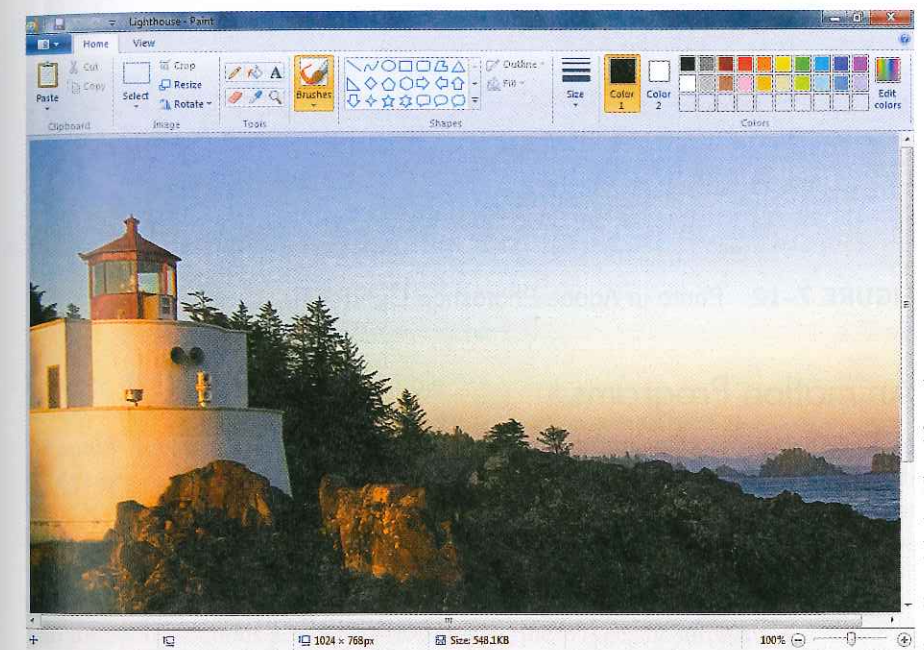 Lighthouse - Paint
Home View
Paste
Cut
Copy
Clipboard
Select
Crop
Resize
Rotate
Image
A
Tools
Brushes
Shapes
Outline
Fill
Size
Color 1
Color 2
Edit colors
Colors
1024 × 768px
Size: 548.1KB
100%